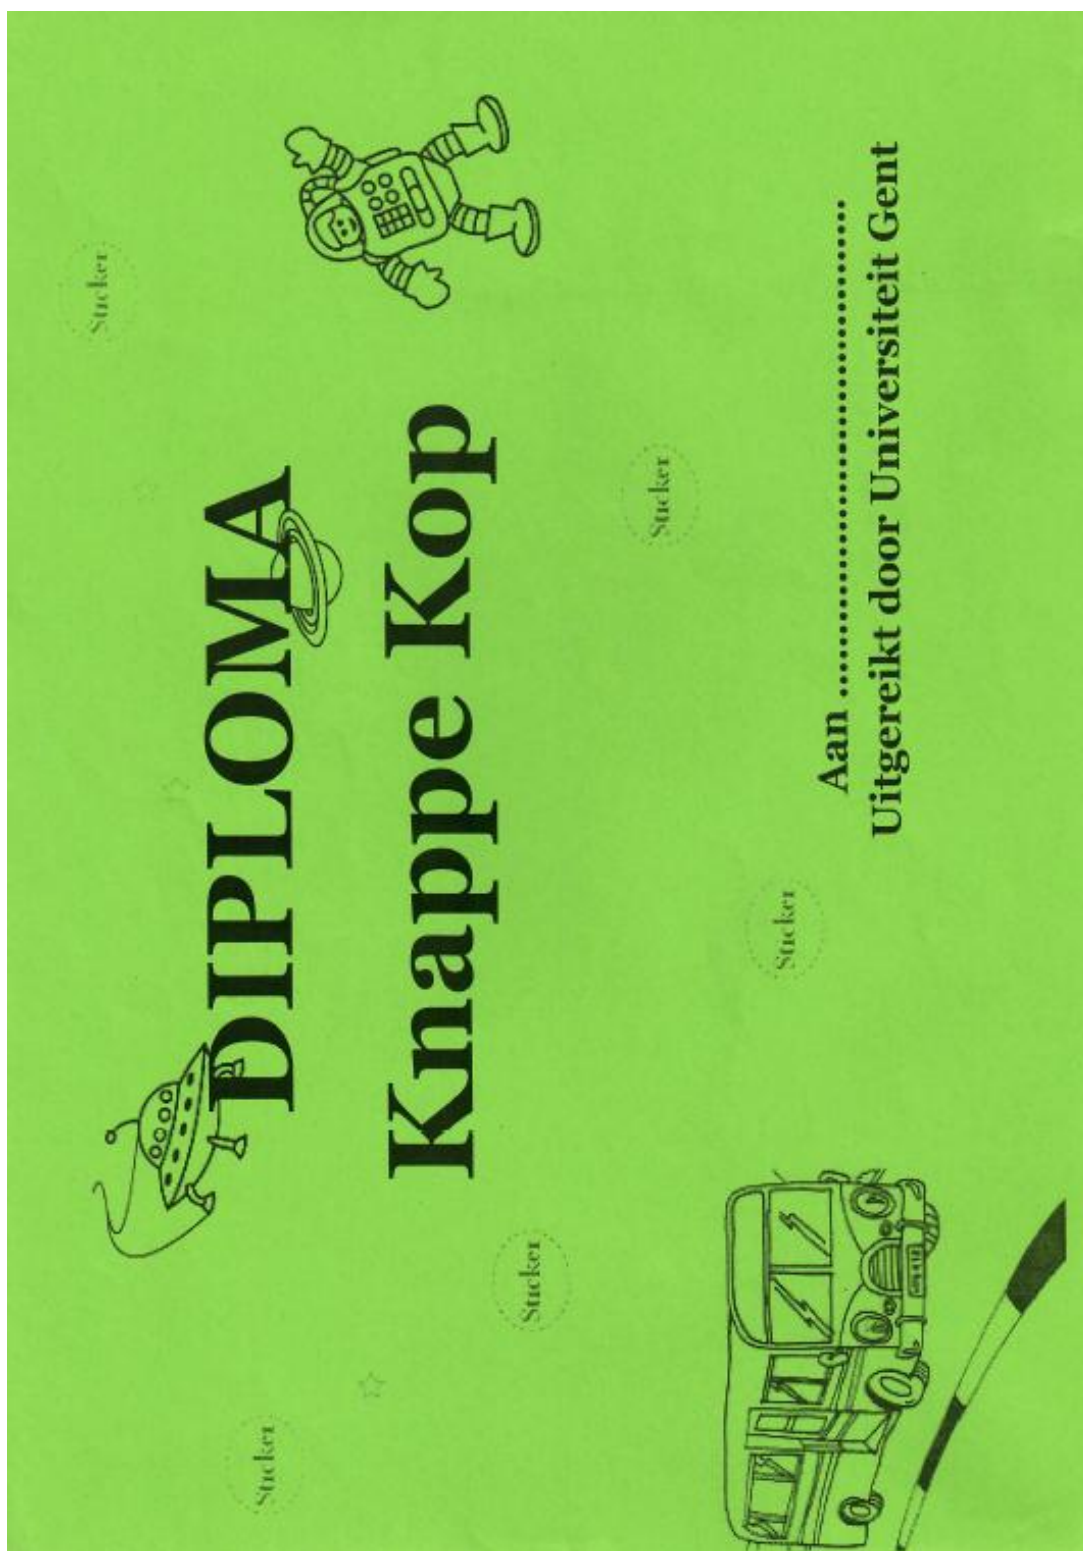 Sticker
DIPLOMA
Sticker
Knappe Kop
Sticker
Sticker
Sticker
Aan ................................................
Uitgereikt door Universiteit Gent